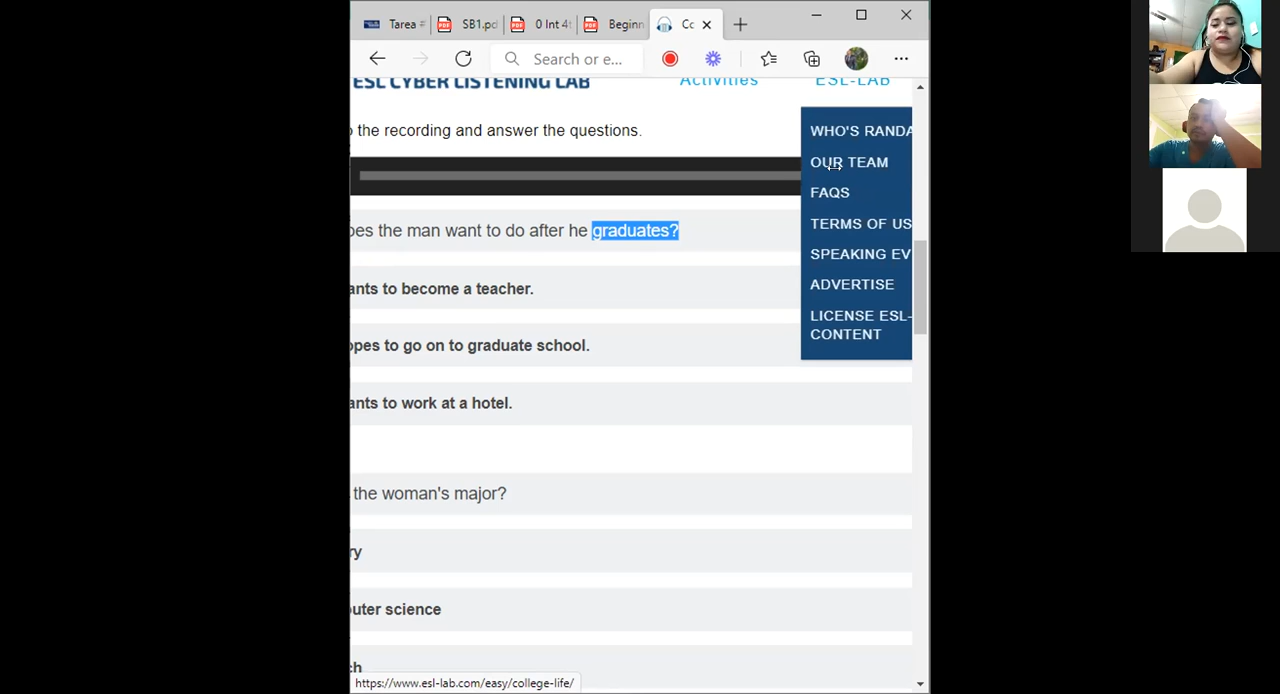 Tarea
SB1.pd
0 Int 4
Beginn
Co
Search or e...
ESL CYBER LISTENING LAB
Activities
ESL-LAB
o the recording and answer the questions.
WHO'S RANDA
OUR TEAM
FAQS
TERMS OF US
SPEAKING EV
ADVERTISE
LICENSE ESL-
CONTENT
oes the man want to do after he graduates?
ants to become a teacher.
opes to go on to graduate school.
ants to work at a hotel.
the woman's major?
ry
outer science
ch
https://www.esl-lab.com/easy/college-life/